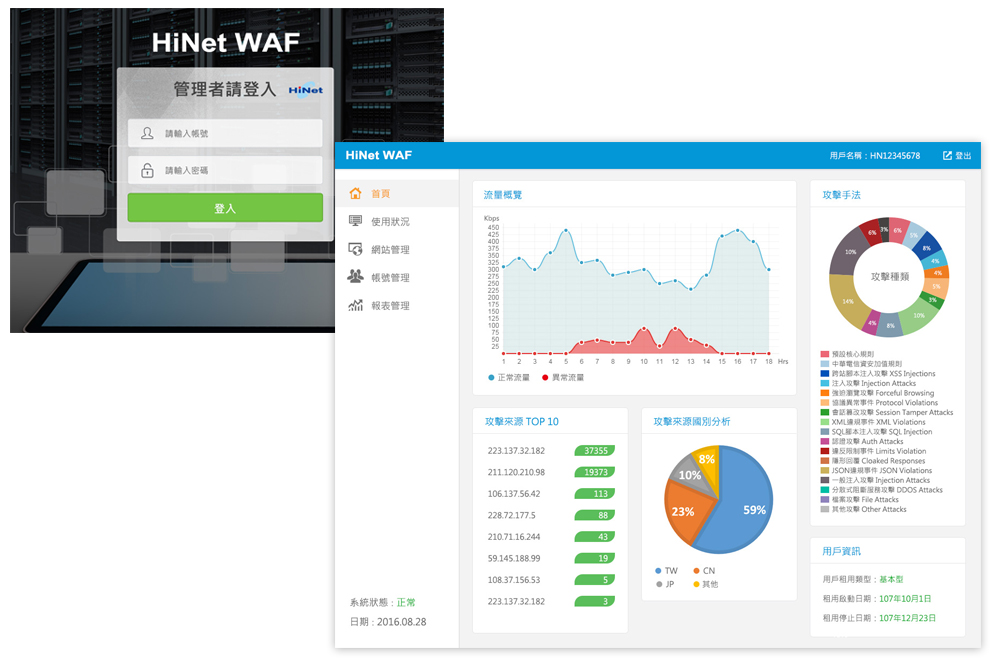 HiNet WAF
管理者請登入 HiNet
請輸入帳號
請輸入密碼
登入
HiNet WAF
用戶名稱：HN12345678
登出
首頁
使用狀況
網站管理
帳號管理
報表管理
系統狀態：正常
日期：2016.08.28
流量概覽
Kbps
450
425
400
375
350
325
300
275
250
225
200
175
150
125
100
75
50
25
1 2 3 4 5 6 7 8 9 10 11 12 13 14 15 16 17 18 Hrs
正常流量 異常流量
攻擊來源 TOP 10
223.137.32.182 37355
211.120.210.98 19373
106.137.56.42 113
228.72.177.5 88
210.71.16.244 43
59.145.188.99 19
108.37.156.53 5
223.137.32.182 3
攻擊來源國別分析
8%
10%
59%
23%
TW CN
JP 其他
攻擊手法
3% 6%
6% 5%
8%
10%
4%
4%
攻擊種類
5%
14%
3%
10%
4% 8%
預設核心規則
中華電信資安加值規則
跨站腳本注入攻擊 XSS Injections
注入攻擊 Injection Attacks
強迫瀏覽攻擊 Forceful Browsing
協議異常事件 Protocol Violations
會話竄改攻擊 Session Tamper Attacks
XML違規事件 XML Violations
SQL腳本注入攻擊 SQL Injection
認證攻擊 Auth Attacks
違反限制事件 Limits Violation
隱形回覆 Cloaked Responses
JSON違規事件 JSON Violations
一般注入攻擊 Injection Attacks
分散式阻斷服務攻擊 DDOS Attacks
檔案攻擊 File Attacks
其他攻擊 Other Attacks
用戶資訊
用戶租用類型：基本型
租用啟動日期：107年10月1日
租用停止日期：107年12月23日